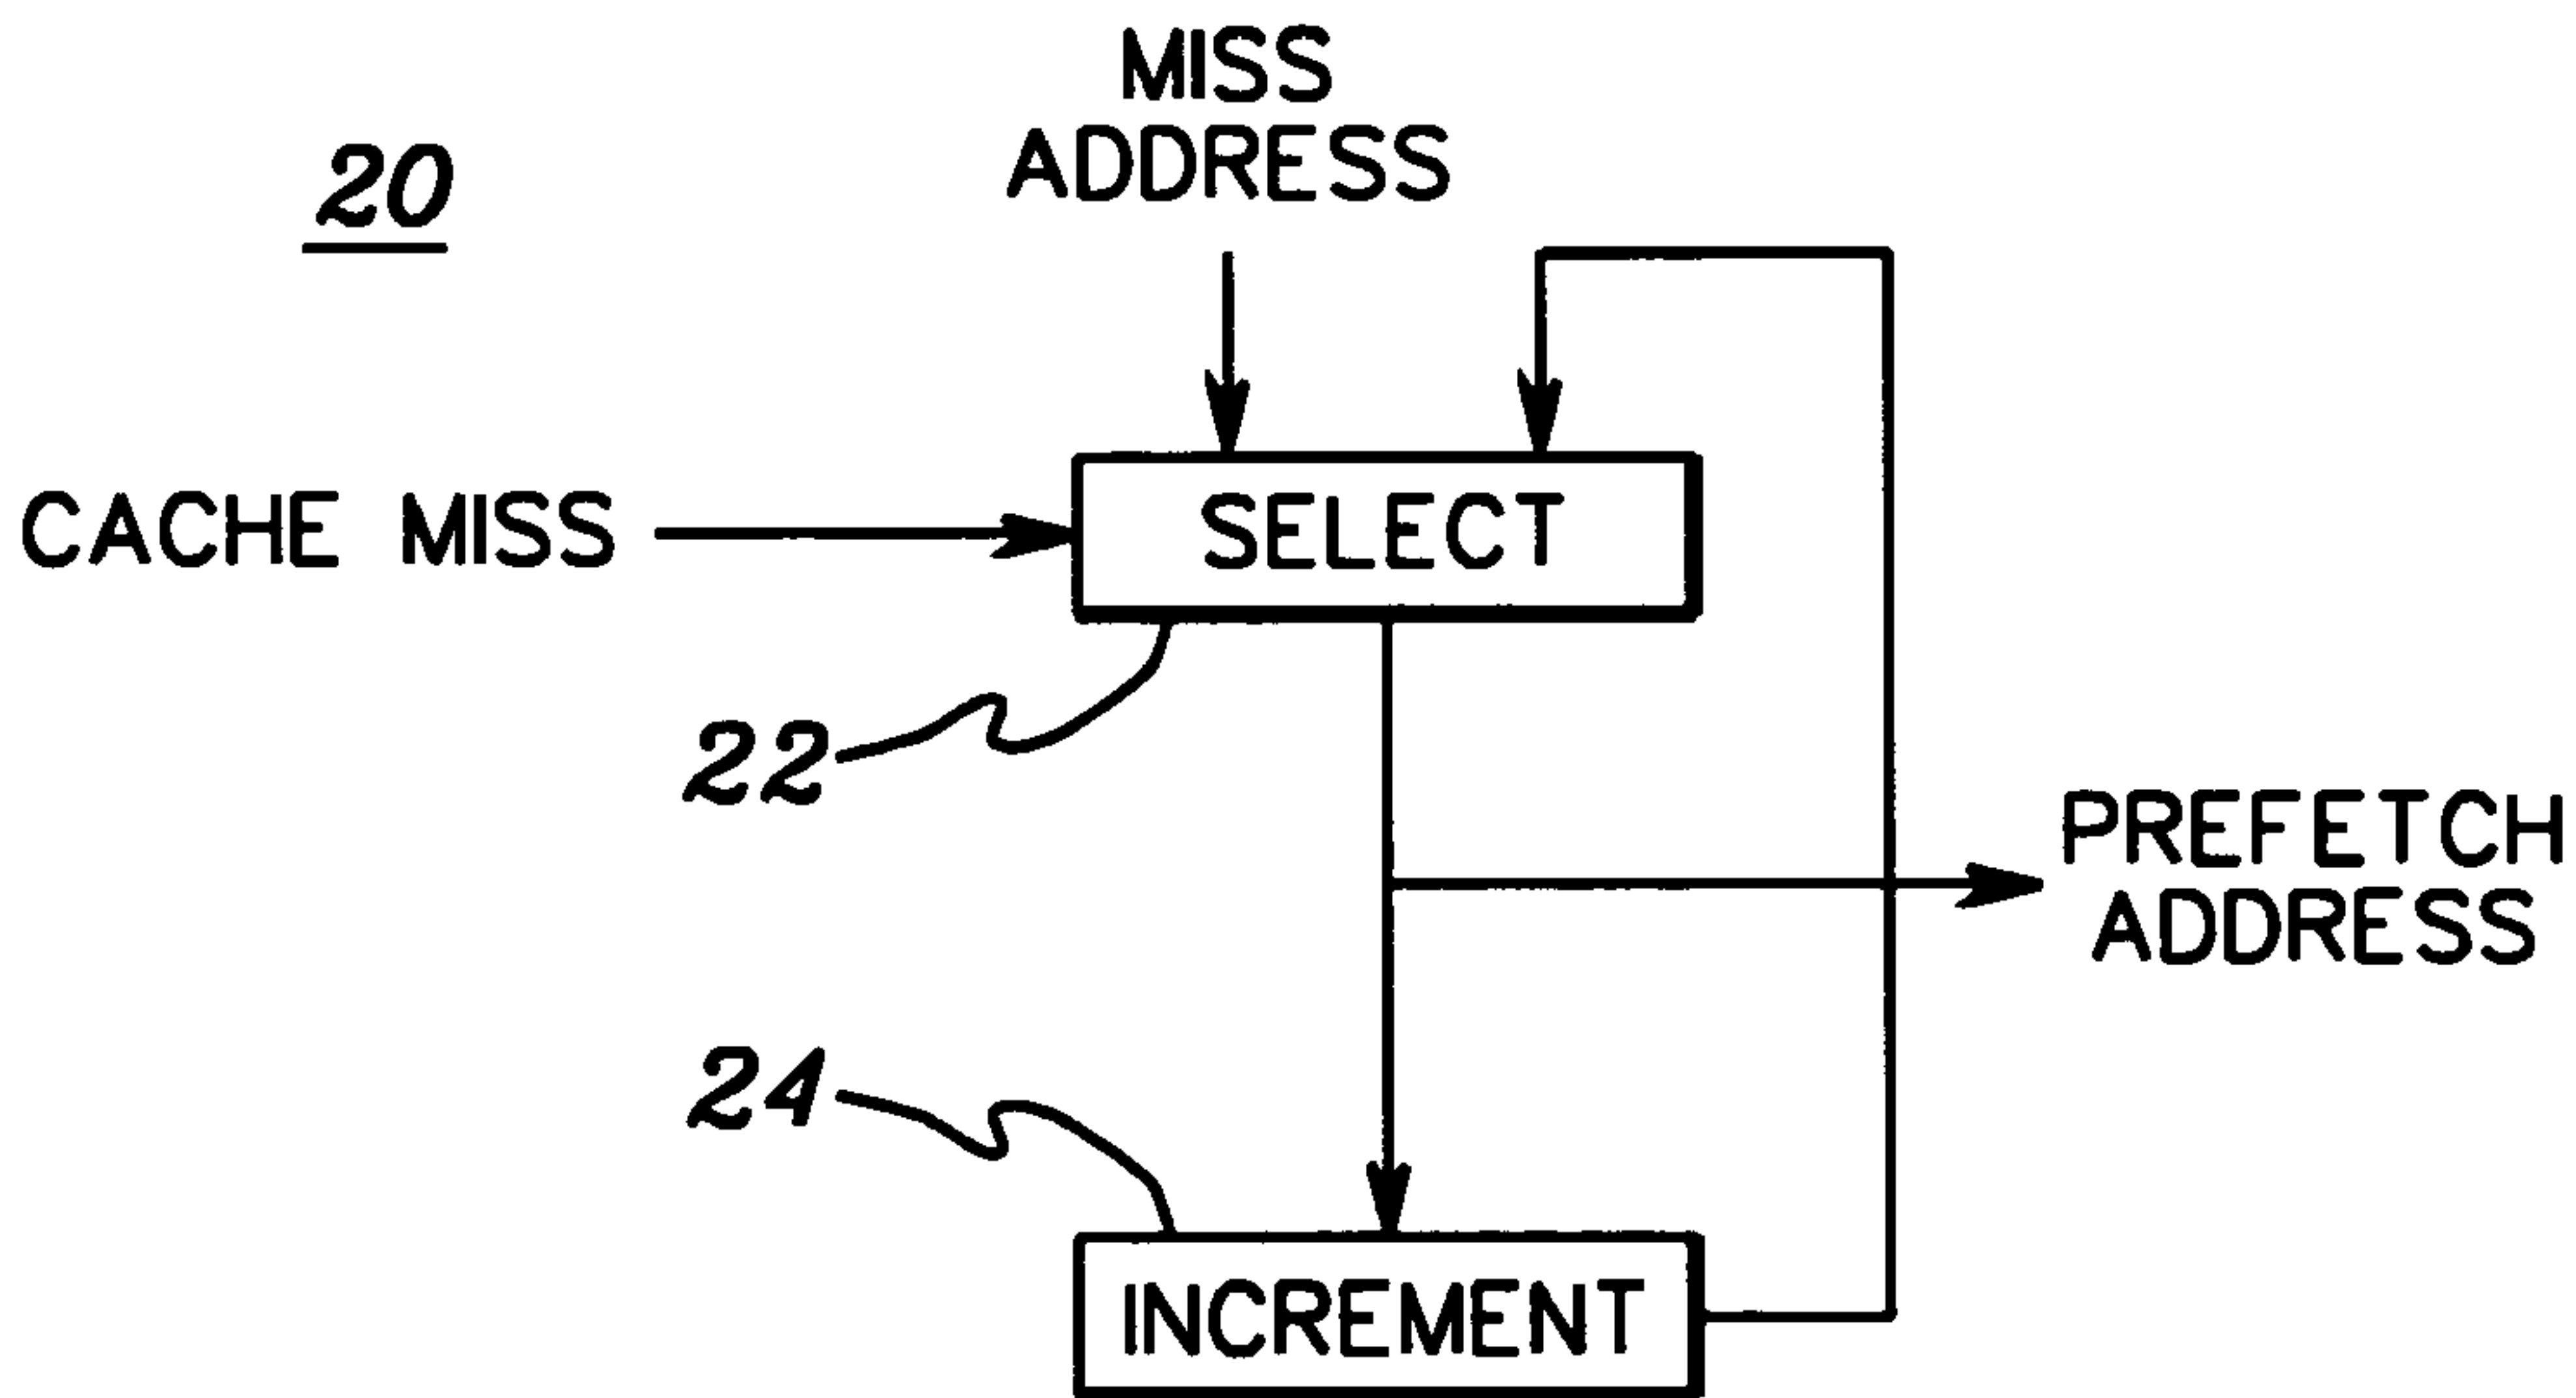 MISS
ADDRESS
20
CACHE MISS
SELECT
22
PREFETCH
ADDRESS
24
INCREMENT